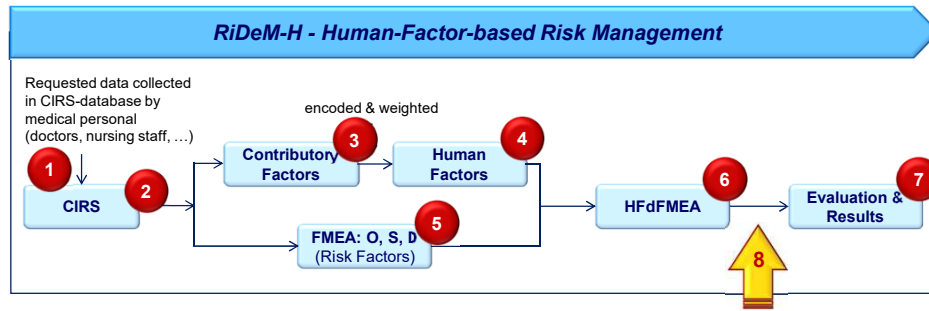 RiDeM-H - Human-Factor-based Risk Management
Requested data collected
in CIRS-database by
medical personal
(doctors, nursing staff, …)
encoded & weighted
1
CIRS
2
Contributory
Factors
3
Human
Factors
4
FMEA: O, S, D
(Risk Factors)
5
HFdFMEA
6
Evaluation &
Results
7
8